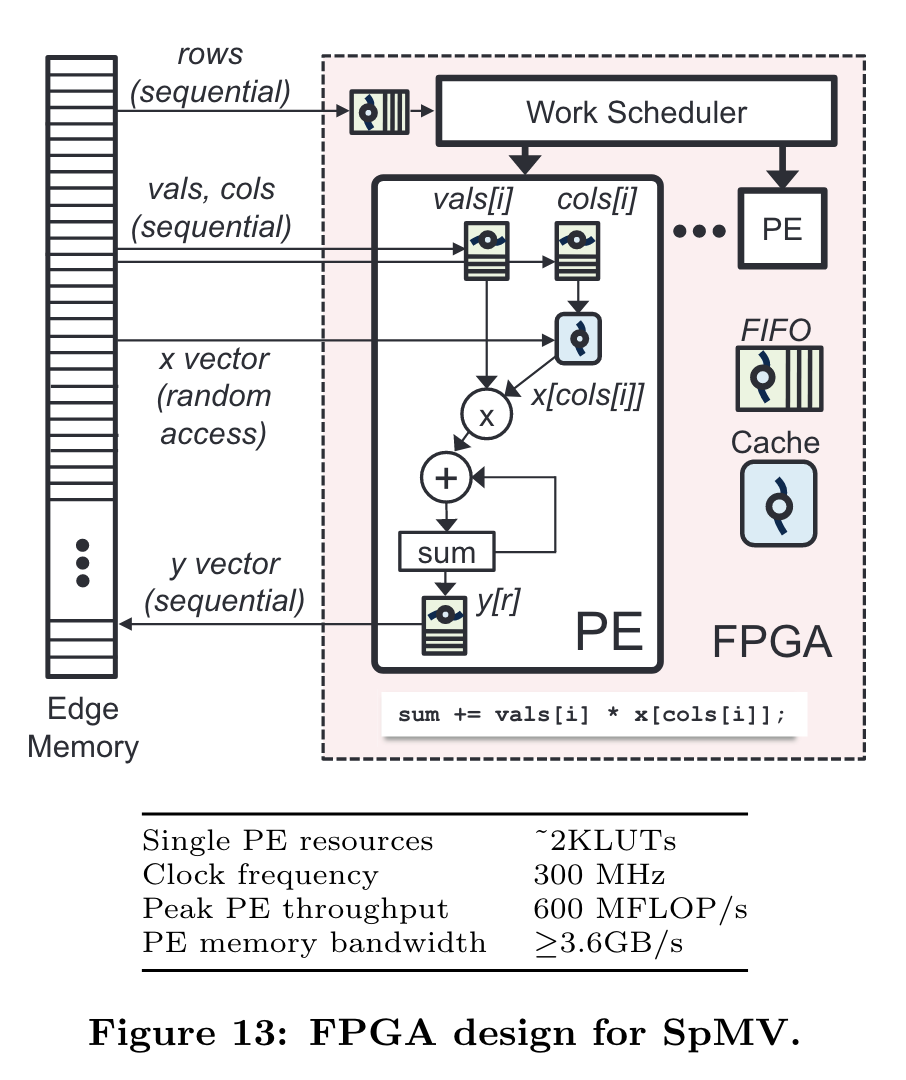 rows
(sequential)
Work Scheduler
vals, cols
(sequential)
vals[i]
cols[i]
PE
x vector
(random
access)
x[cols[i]]
x
+
sum
y[r]
y vector
(sequential)
PE
FIFO
Cache
FPGA
Edge
Memory
sum += vals[i] * x[cols[i]];
Single PE resources ~2KLUTs
Clock frequency 300 MHz
Peak PE throughput 600 MFLOP/s
PE memory bandwidth ≥3.6GB/s
Figure 13: FPGA design for SpMV.